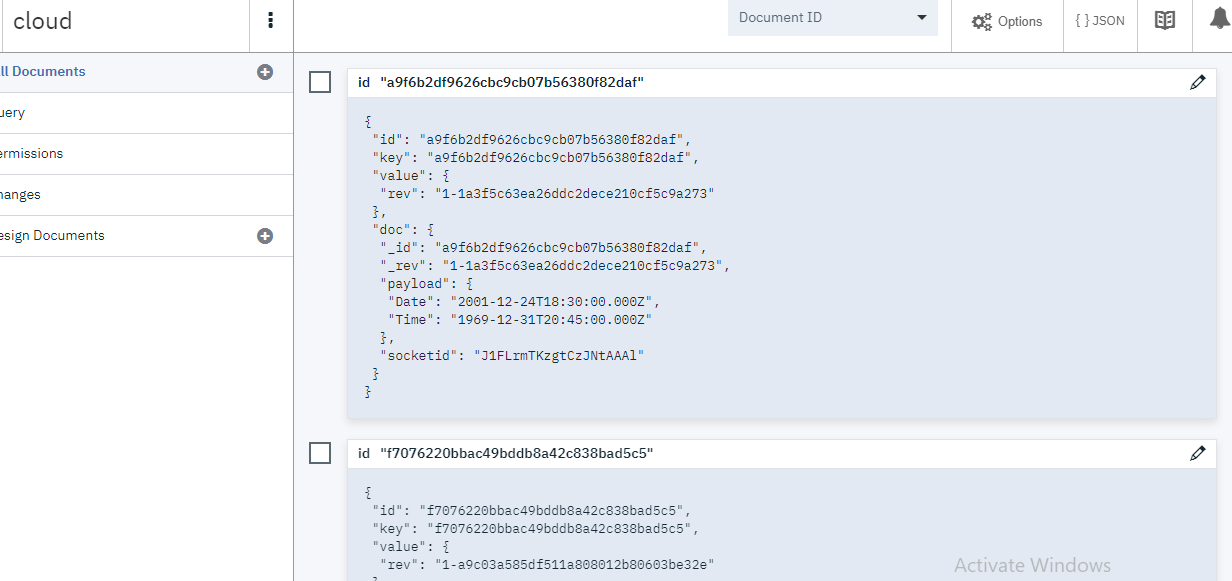 cloud
Document ID
Options
{ } JSON
ll Documents
uery
ermissions
hanges
esign Documents
id "a9f6b2df9626cbc9cb07b56380f82daf"
{
"id": "a9f6b2df9626cbc9cb07b56380f82daf",
"key": "a9f6b2df9626cbc9cb07b56380f82daf",
"value": {
"rev": "1-1a3f5c63ea26ddc2dece210cf5c9a273"
},
"doc": {
"_id": "a9f6b2df9626cbc9cb07b56380f82daf",
"_rev": "1-1a3f5c63ea26ddc2dece210cf5c9a273",
"payload": {
"Date": "2001-12-24T18:30:00.000Z",
"Time": "1969-12-31T20:45:00.000Z"
},
"socketid": "J1FLrmTKzgtCzJNtAAAl"
}
}
id "f7076220bbac49bddb8a42c838bad5c5"
{
"id": "f7076220bbac49bddb8a42c838bad5c5",
"key": "f7076220bbac49bddb8a42c838bad5c5",
"value": {
"rev": "1-a9c03a585df511a808012b80603be32e"
Activate Windows